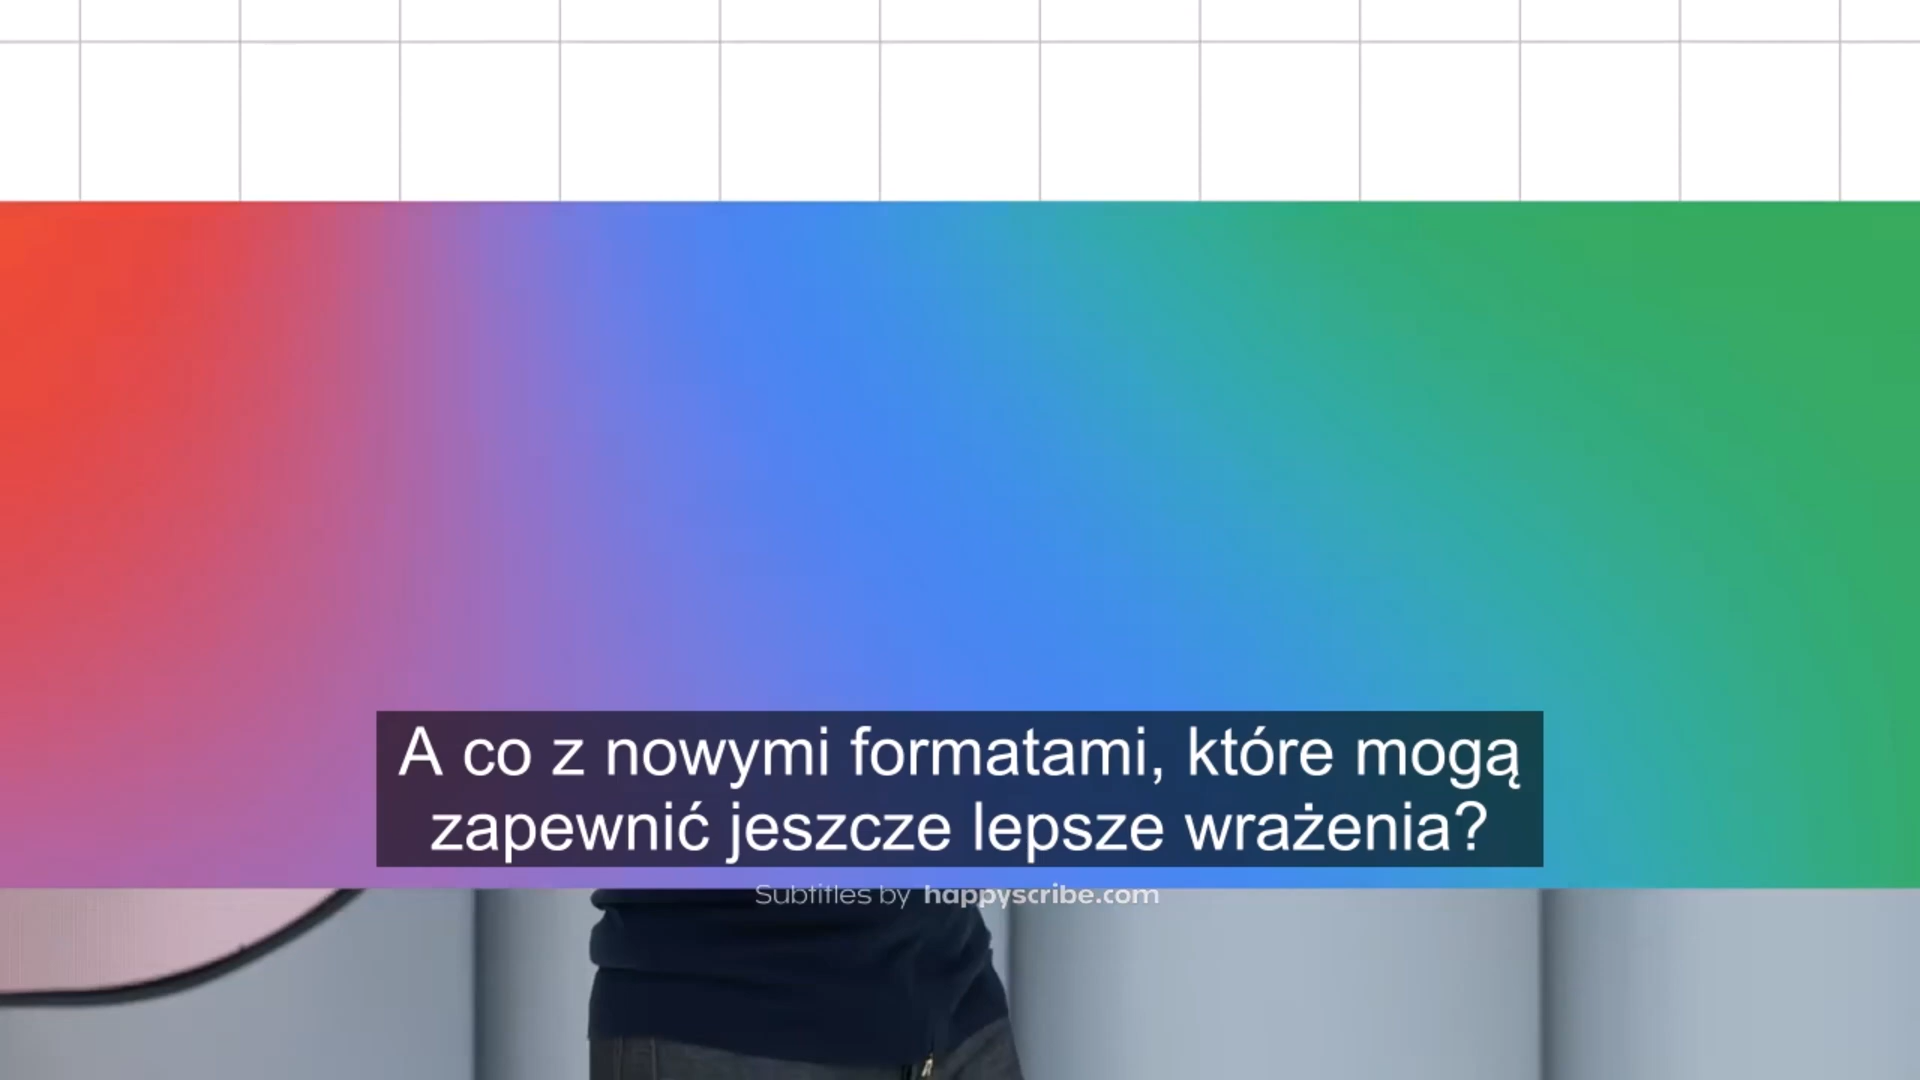 A co z nowymi formatami, które mogą
zapewnić jeszcze lepsze wrażenia?
Subtitles by happyscribe.com